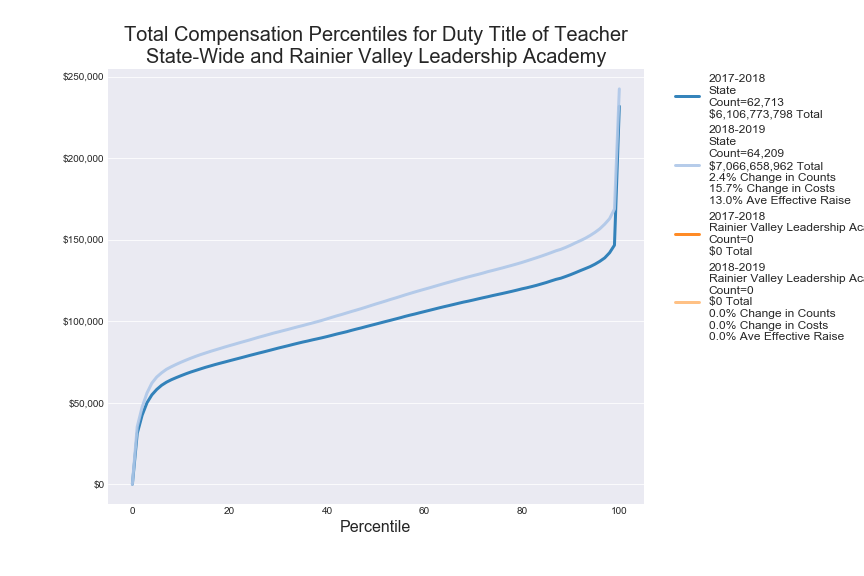 Total Compensation Percentiles for Duty Title of Teacher
State-Wide and Rainier Valley Leadership Academy
$250,000
$200,000
$150,000
$100,000
$50,000
$0
0
20
40
60
80
100
Percentile
2017-2018
State
Count=62,713
$6,106,773,798 Total
2018-2019
State
Count=64,209
$7,066,658,962 Total
2.4% Change in Counts
15.7% Change in Costs
13.0% Ave Effective Raise
2017-2018
Rainier Valley Leadership Aca
Count=0
$0 Total
2018-2019
Rainier Valley Leadership Aca
Count=0
$0 Total
0.0% Change in Counts
0.0% Change in Costs
0.0% Ave Effective Raise